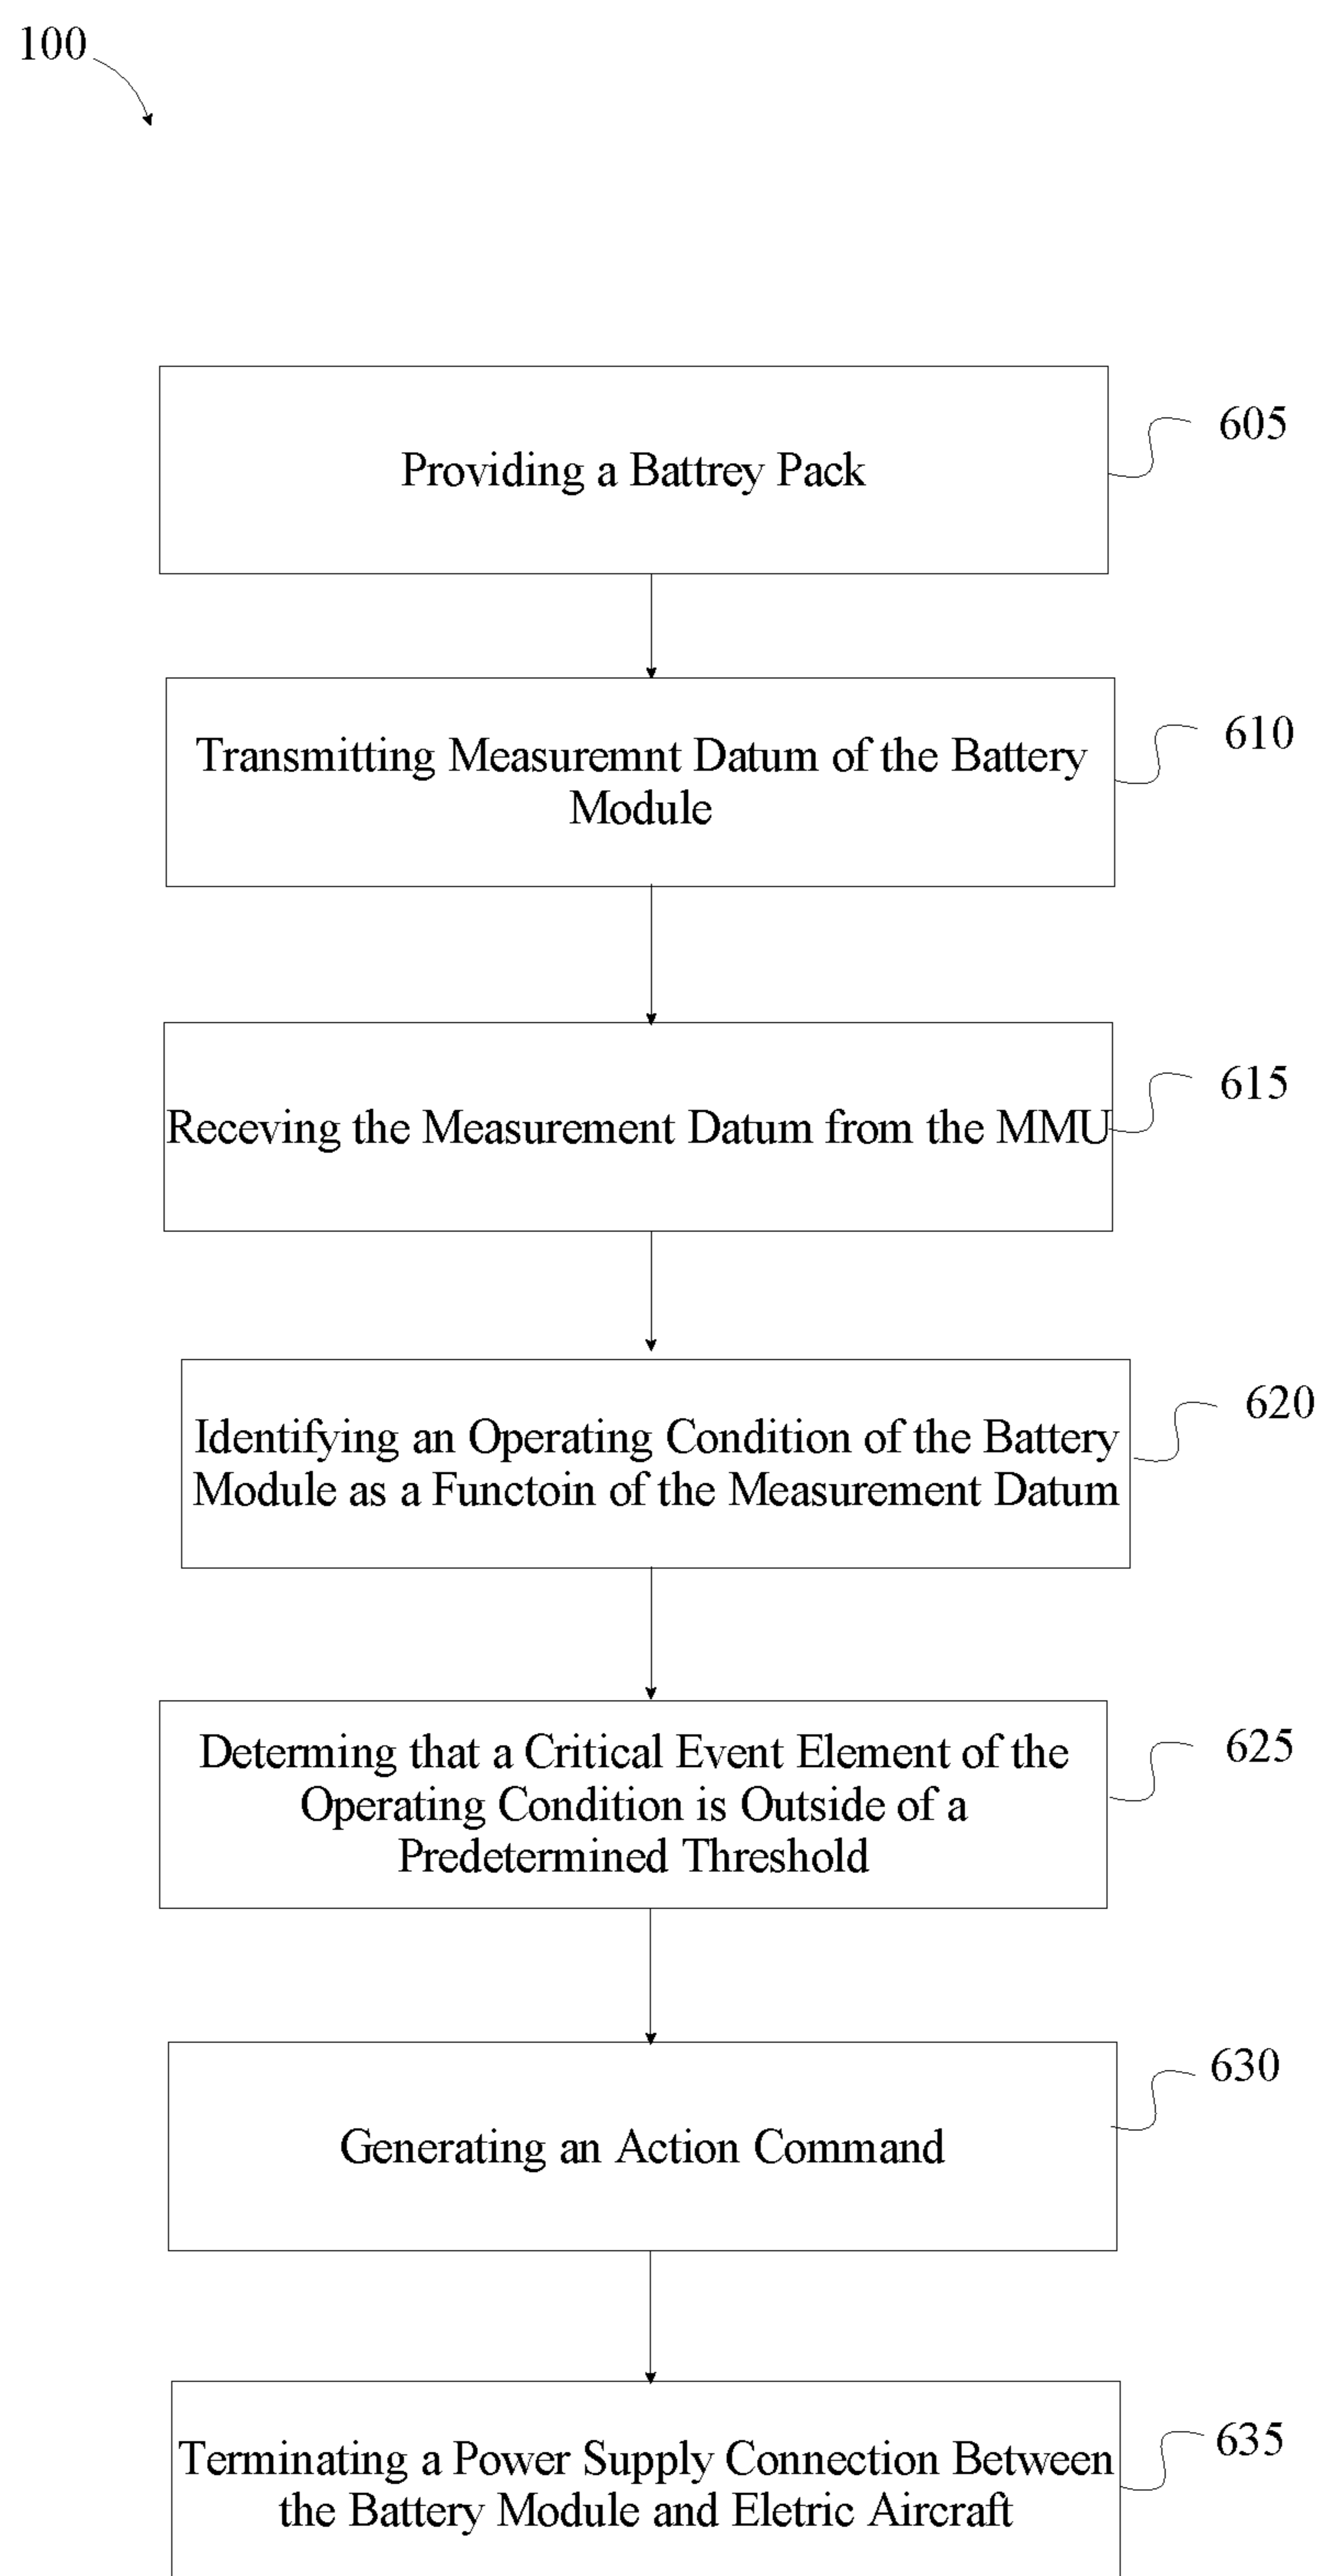 100
Providing a Battrey Pack
605
Transmitting Measuremnt Datum of the Battery
Module
610
Receving the Measurement Datum from the MMU
615
Identifying an Operating Condition of the Battery
Module as a Functoin of the Measurement Datum
620
Determing that a Critical Event Element of the
Operating Condition is Outside of a
Predetermined Threshold
625
Generating an Action Command
630
Terminating a Power Supply Connection Between
the Battery Module and Eletric Aircraft
635